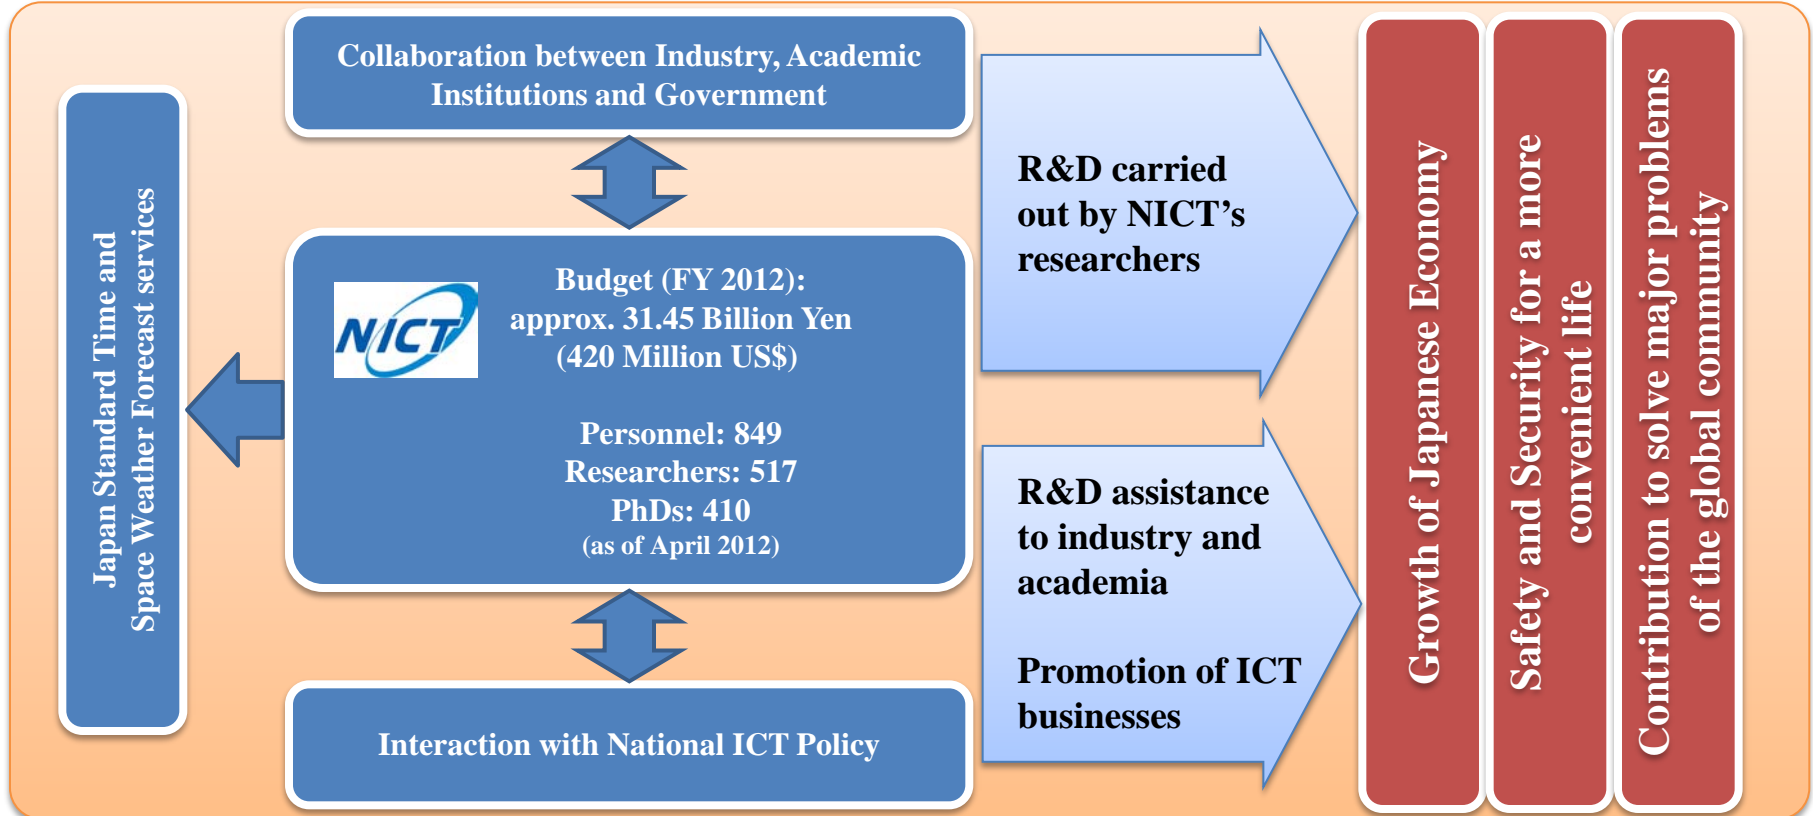 Collaboration between Industry, Academic
Institutions and Government
Japan Standard Time and
Space Weather Forecast services
NICT
Budget (FY 2012):
approx. 31.45 Billion Yen
(420 Million US$)
Personnel: 849
Researchers: 517
PhDs: 410
(as of April 2012)
Interaction with National ICT Policy
R&D carried
out by NICT’s
researchers
R&D assistance
to industry and
academia
Promotion of ICT
businesses
Growth of Japanese Economy
Safety and Security for a more
convenient life
Contribution to solve major problems
of the global community